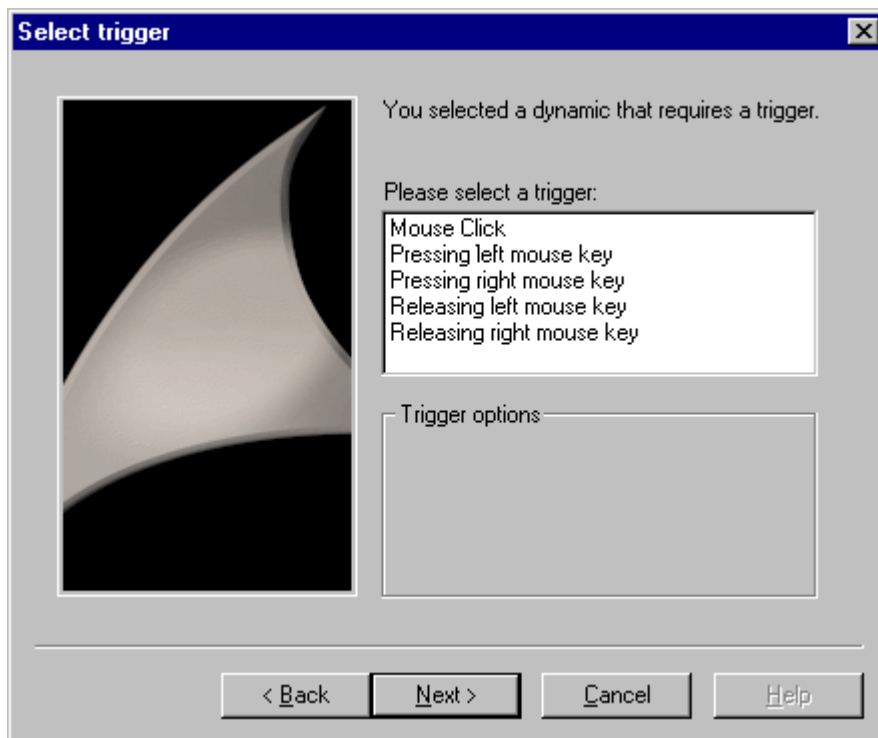 Select trigger
You selected a dynamic that requires a trigger.
Please select a trigger:
Mouse Click
Pressing left mouse key
Pressing right mouse key
Releasing left mouse key
Releasing right mouse key
Trigger options
< Back
Next >
Cancel
Help